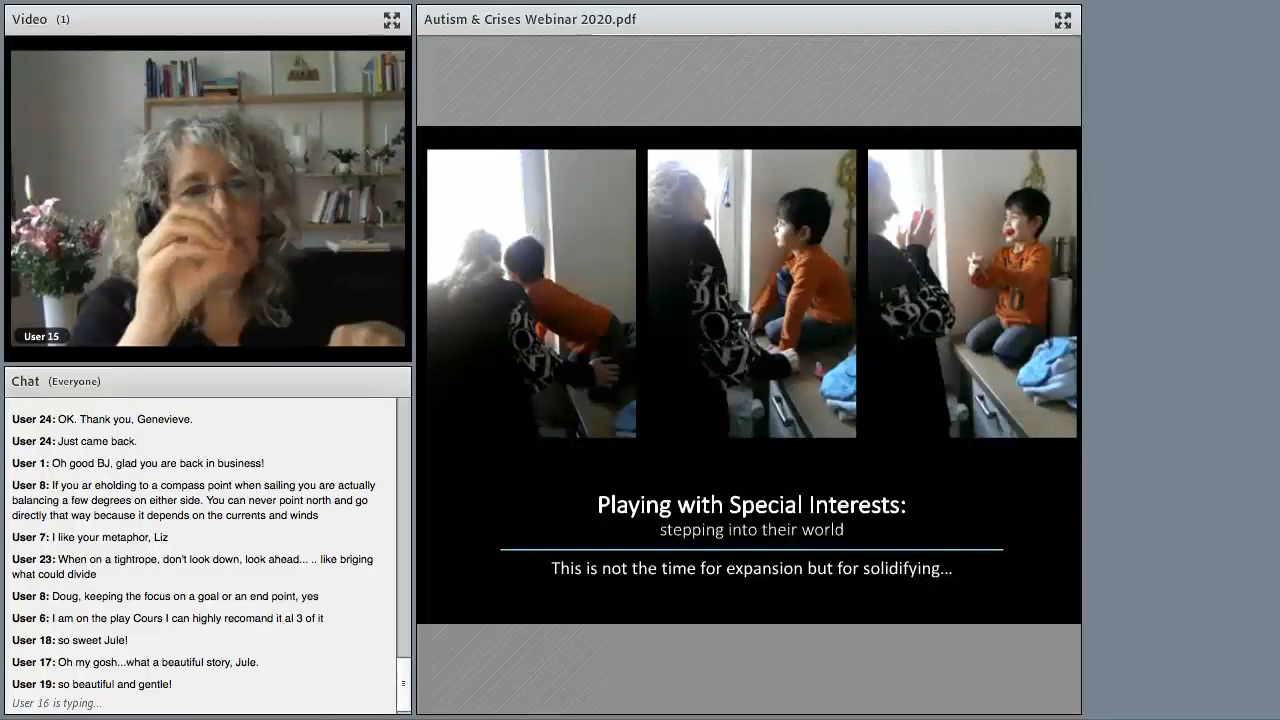 Video (1)
User 15
Chat (Everyone)
User 24: OK. Thank you, Genevieve.
User 24: Just came back.
User 1: Oh good BJ, glad you are back in business!
User 8: If you ar eholding to a compass point when sailing you are actually
balancing a few degrees on either side. You can never point north and go
directly that way because it depends on the currents and winds
User 7: I like your metaphor, Liz
User 23: When on a tightrope, don't look down, look ahead... .. like briging
what could divide
User 8: Doug, keeping the focus on a goal or an end point, yes
User 6: I am on the play Cours I can highly recomand it al 3 of it
User 18: so sweet Jule!
User 17: Oh my gosh...what a beautiful story, Jule.
User 19: so beautiful and gentle!
User 16 is typing...
Autism & Crises Webinar 2020.pdf
Playing with Special Interests:
stepping into their world
This is not the time for expansion but for solidifying...